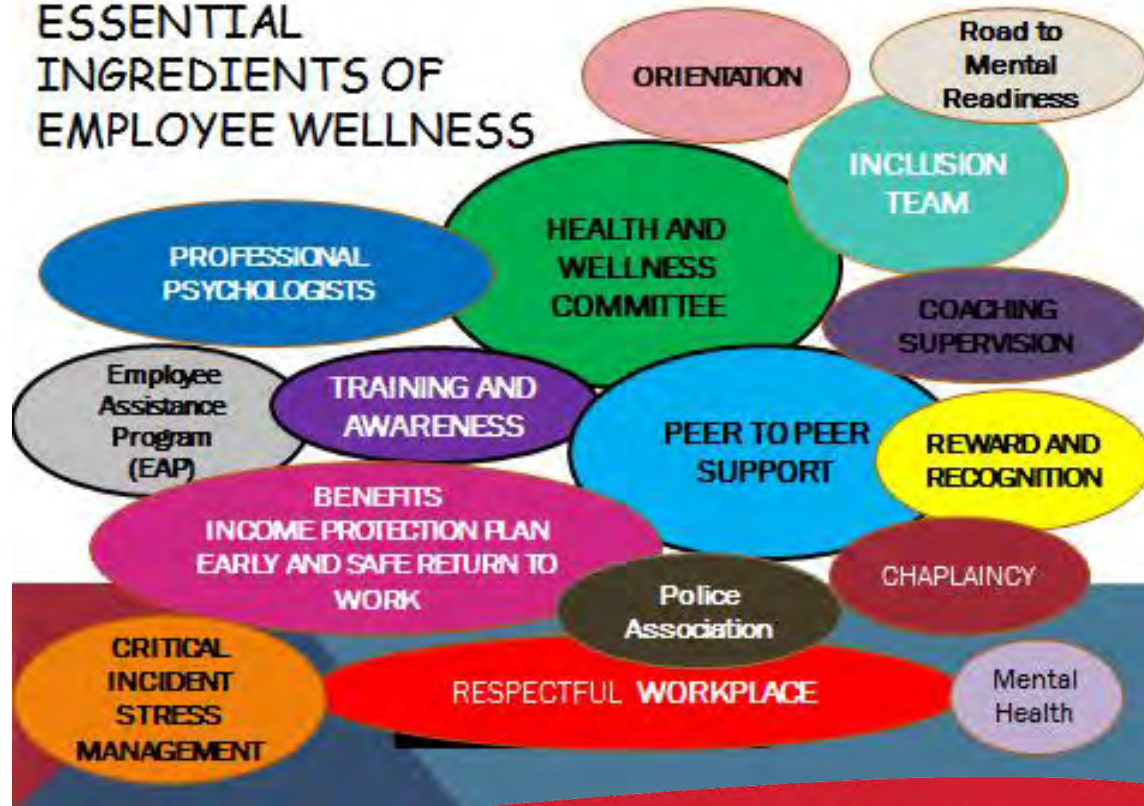 ESSENTIAL
INGREDIENTS OF
EMPLOYEE WELLNESS
ORIENTATION
Road to
Mental
Readiness
INCLUSION
TEAM
HEALTH AND
WELLNESS
COMMITTEE
PROFESSIONAL
PSYCHOLOGISTS
COACHING
SUPERVISION
Employee
Assistance
Program
(EAP)
TRAINING AND
AWARENESS
PEER TO PEER
SUPPORT
REWARD AND
RECOGNITION
BENEFITS
INCOME PROTECTION PLAN
EARLY AND SAFE RETURN TO
WORK
CHAPLAINCY
Police
Association
CRITICAL
INCIDENT
STRESS
MANAGEMENT
RESPECTFUL WORKPLACE
Mental
Health